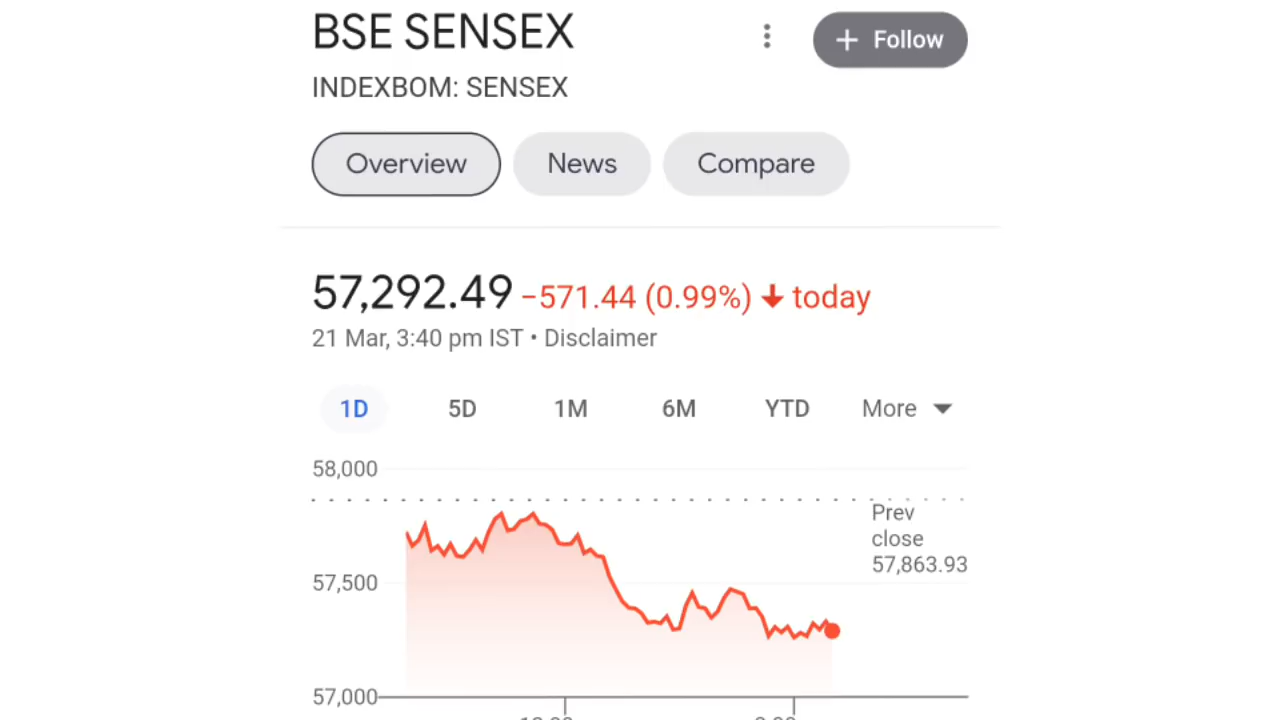 BSE SENSEX
+ Follow
INDEXBOM: SENSEX
Overview News Compare
57,292.49 −571.44 (0.99%) ↓ today
21 Mar, 3:40 pm IST • Disclaimer
1D 5D 1M 6M YTD More
58,000
Prev
close
57,863.93
57,500
57,000